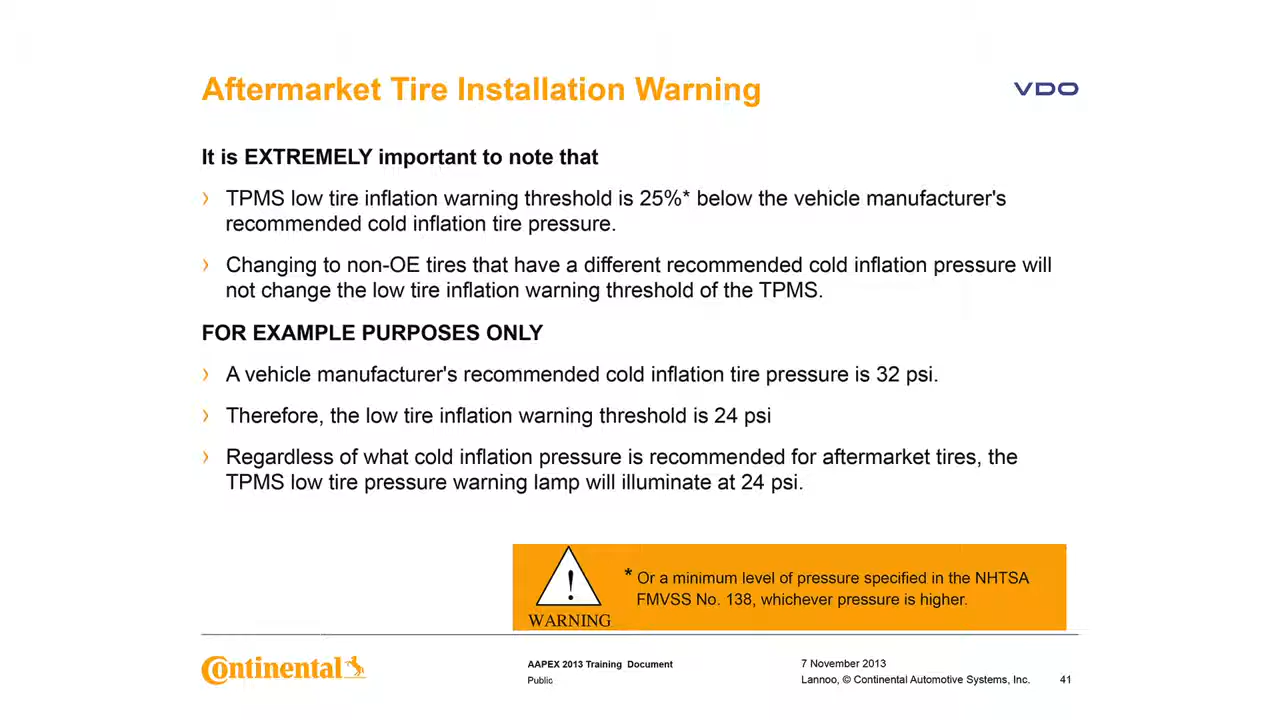 Aftermarket Tire Installation Warning
VDO
It is EXTREMELY important to note that
› TPMS low tire inflation warning threshold is 25%* below the vehicle manufacturer's
recommended cold inflation tire pressure.
› Changing to non-OE tires that have a different recommended cold inflation pressure will
not change the low tire inflation warning threshold of the TPMS.
FOR EXAMPLE PURPOSES ONLY
› A vehicle manufacturer's recommended cold inflation tire pressure is 32 psi.
› Therefore, the low tire inflation warning threshold is 24 psi
› Regardless of what cold inflation pressure is recommended for aftermarket tires, the
TPMS low tire pressure warning lamp will illuminate at 24 psi.
!
WARNING
* Or a minimum level of pressure specified in the NHTSA
FMVSS No. 138, whichever pressure is higher.
Continental
AAPEX 2013 Training Document
Public
7 November 2013
Lannoo, © Continental Automotive Systems, Inc.
41